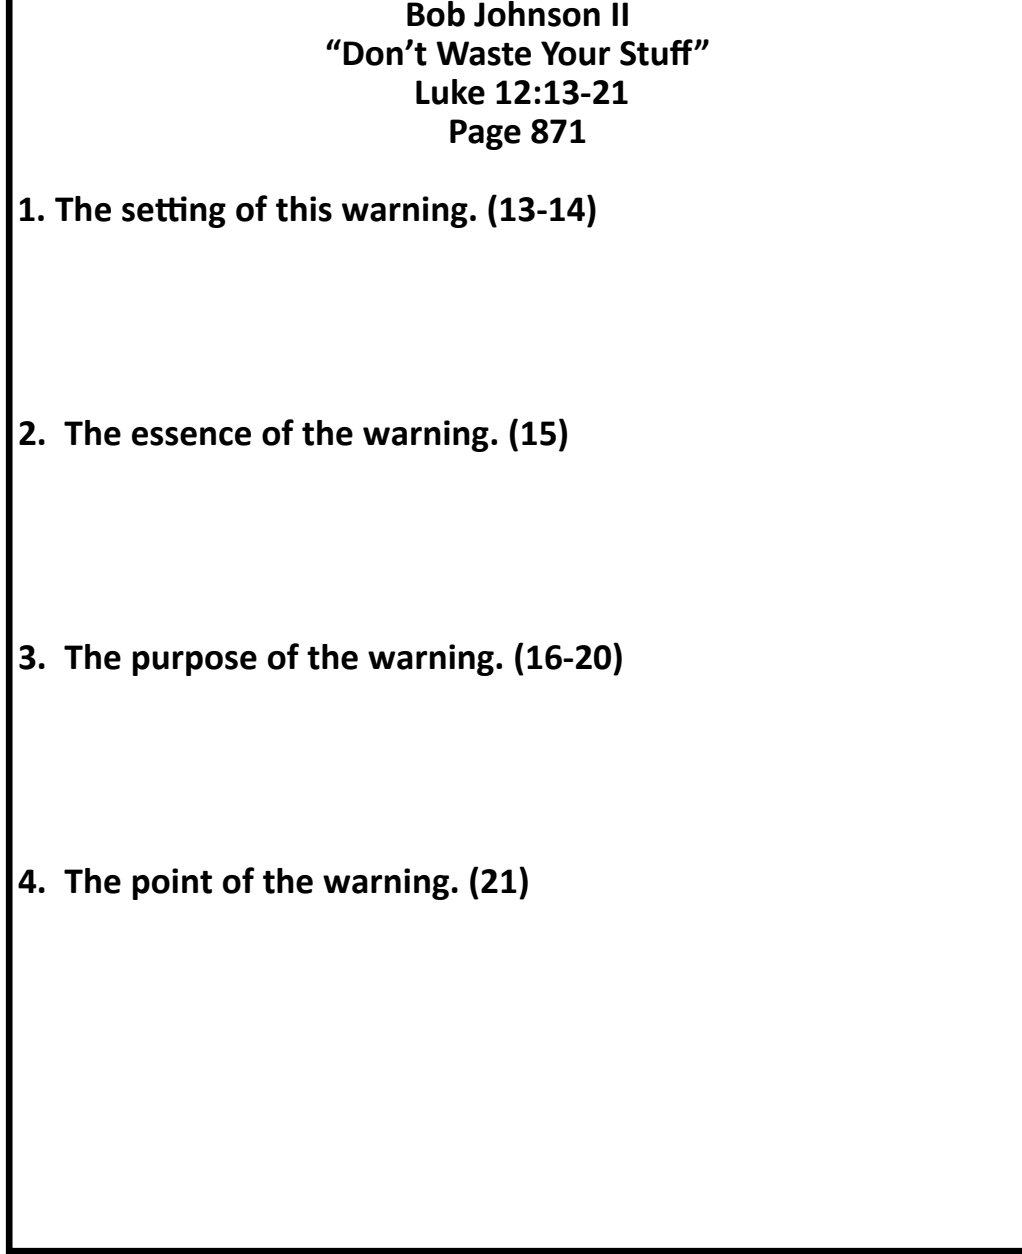 Bob Johnson II
“Don’t Waste Your Stuff”
Luke 12:13-21
Page 871
1. The setting of this warning. (13-14)
2.  The essence of the warning. (15)
3.  The purpose of the warning. (16-20)
4.  The point of the warning. (21)